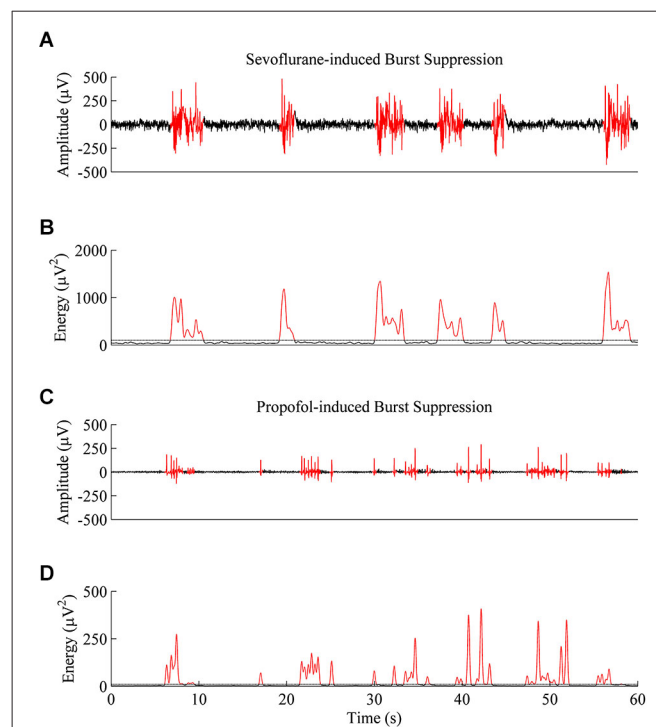 A
Sevoflurane-induced Burst Suppression
Amplitude (µV)
500
250
0
-250
-500
B
Energy (µV²)
2000
1000
0
C
Propofol-induced Burst Suppression
Amplitude (µV)
500
250
0
-250
-500
D
Energy (µV²)
500
250
0
0 10 20 30 40 50 60
Time (s)